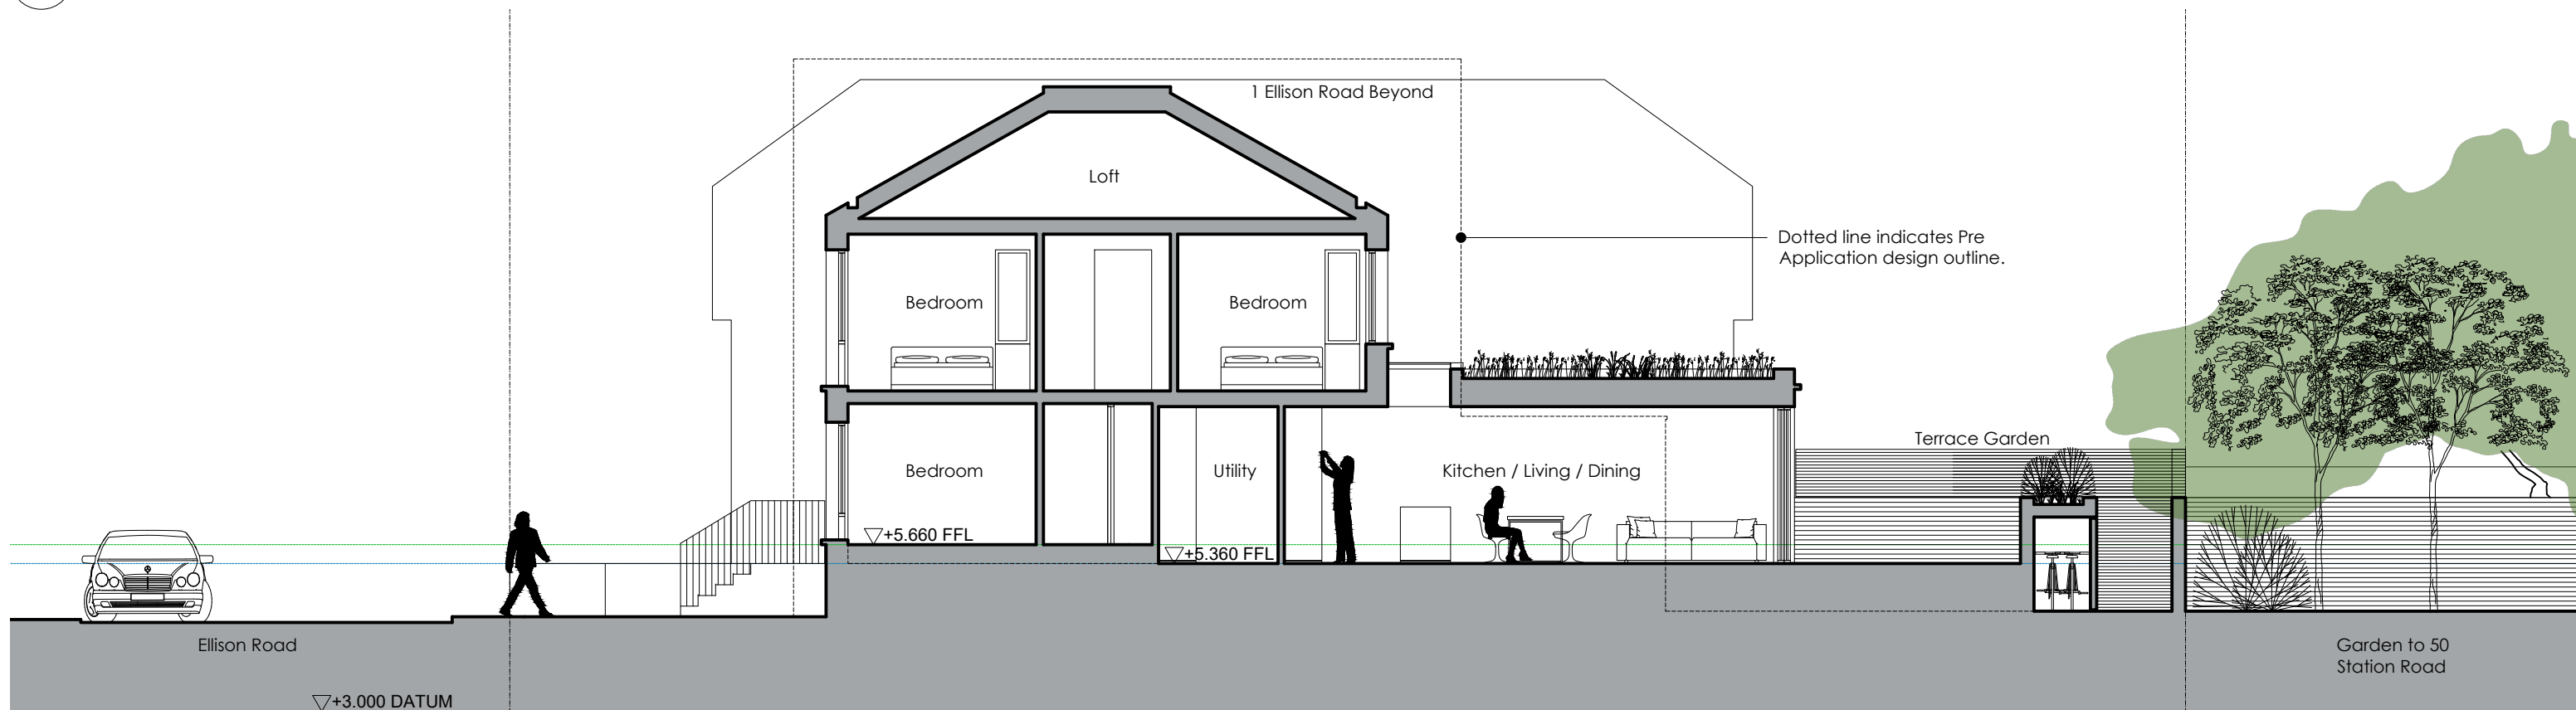 1 Ellison Road Beyond
Loft
Dotted line indicates Pre
Application design outline.
Bedroom
Bedroom
Terrace Garden
Bedroom
Utility
Kitchen / Living / Dining
+5.660 FFL
+5.360 FFL
Ellison Road
Garden to 50
Station Road
+3.000 DATUM